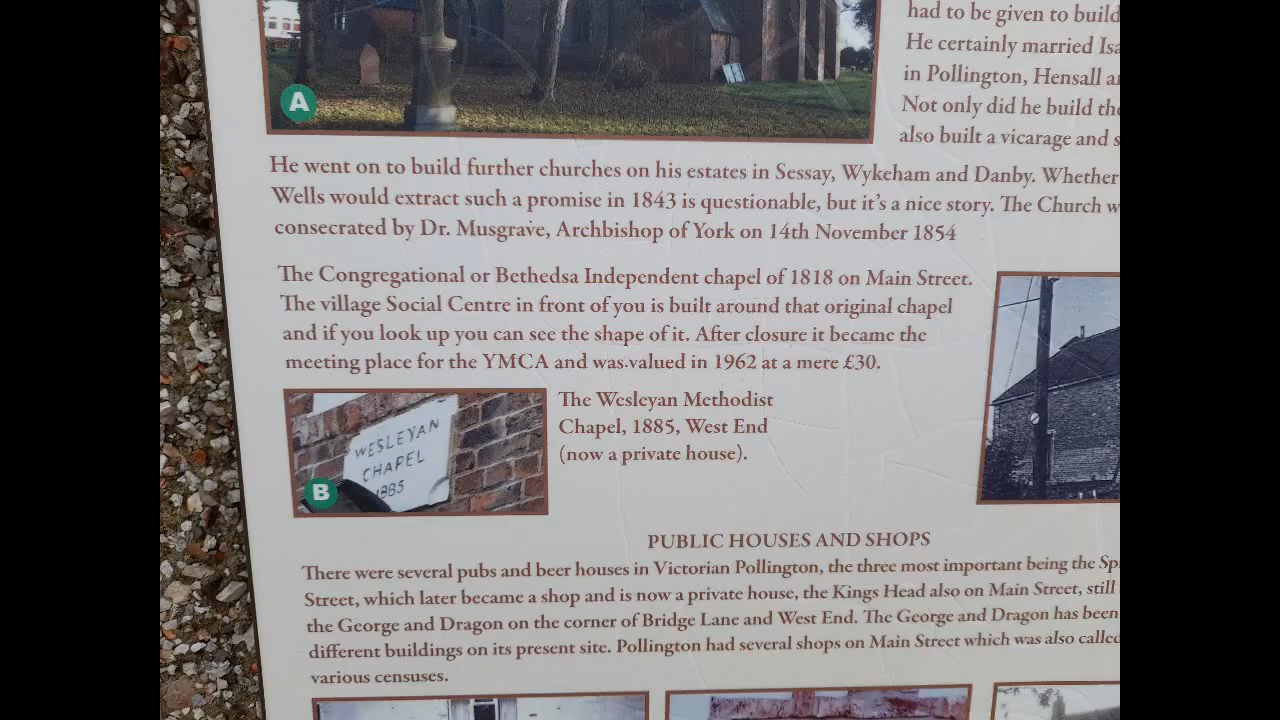 had to be given to build
He certainly married Isa
in Pollington, Hensall a
Not only did he build the
also built a vicarage and s
A
He went on to build further churches on his estates in Sessay, Wykeham and Danby. Whether
Wells would extract such a promise in 1843 is questionable, but it's a nice story. The Church w
consecrated by Dr. Musgrave, Archbishop of York on 14th November 1854
The Congregational or Bethedsa Independent chapel of 1818 on Main Street.
The village Social Centre in front of you is built around that original chapel
and if you look up you can see the shape of it. After closure it became the
meeting place for the YMCA and was valued in 1962 at a mere £30.
WESLEYAN
CHAPEL
1885
B
The Wesleyan Methodist
Chapel, 1885, West End
(now a private house).
PUBLIC HOUSES AND SHOPS
There were several pubs and beer houses in Victorian Pollington, the three most important being the Sp
Street, which later became a shop and is now a private house, the Kings Head also on Main Street, still
the George and Dragon on the corner of Bridge Lane and West End. The George and Dragon has been
different buildings on its present site. Pollington had several shops on Main Street which was also called
various censuses.